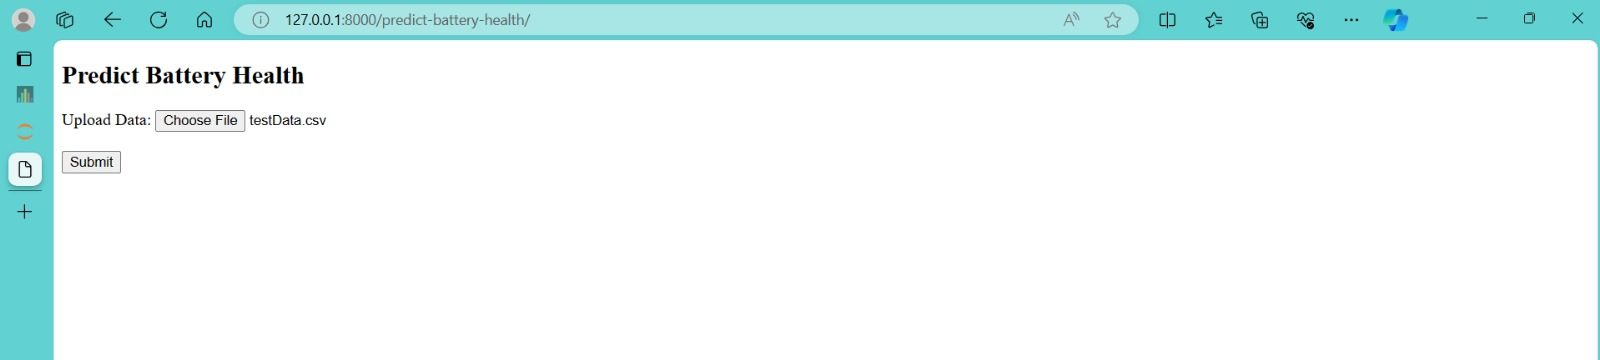 127.0.0.1:8000/predict-battery-health/
Predict Battery Health
Upload Data: Choose File testData.csv
Submit